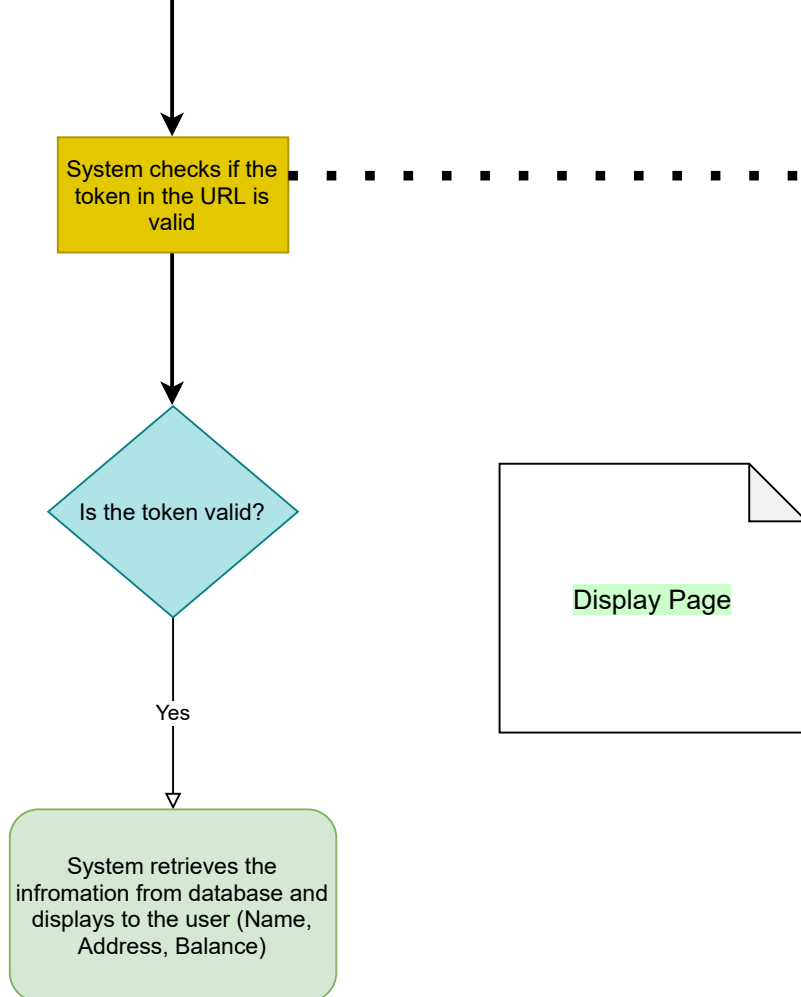 System checks if the
token in the URL is
valid
Is the token valid?
Display Page
Yes
System retrieves the
infromation from database and
displays to the user (Name,
Address, Balance)